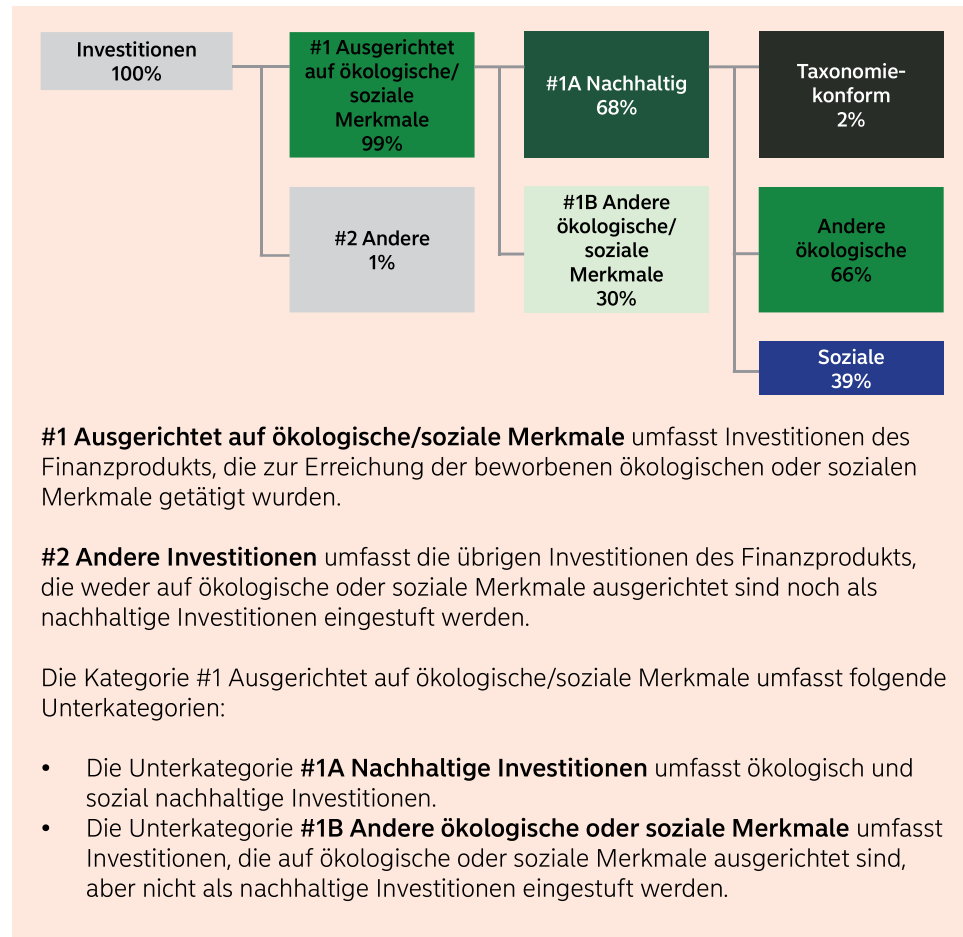 Investitionen
100%
#1 Ausgerichtet
auf ökologische/
soziale
Merkmale
99%
#2 Andere
1%
#1A Nachhaltig
68%
#1B Andere
ökologische/
soziale
Merkmale
30%
Taxonomie-
konform
2%
Andere
ökologische
66%
Soziale
39%
#1 Ausgerichtet auf ökologische/soziale Merkmale umfasst Investitionen des
Finanzprodukts, die zur Erreichung der beworbenen ökologischen oder sozialen
Merkmale getätigt wurden.
#2 Andere Investitionen umfasst die übrigen Investitionen des Finanzprodukts,
die weder auf ökologische oder soziale Merkmale ausgerichtet sind noch als
nachhaltige Investitionen eingestuft werden.
Die Kategorie #1 Ausgerichtet auf ökologische/soziale Merkmale umfasst folgende
Unterkategorien:
• Die Unterkategorie #1A Nachhaltige Investitionen umfasst ökologisch und
sozial nachhaltige Investitionen.
• Die Unterkategorie #1B Andere ökologische oder soziale Merkmale umfasst
Investitionen, die auf ökologische oder soziale Merkmale ausgerichtet sind,
aber nicht als nachhaltige Investitionen eingestuft werden.